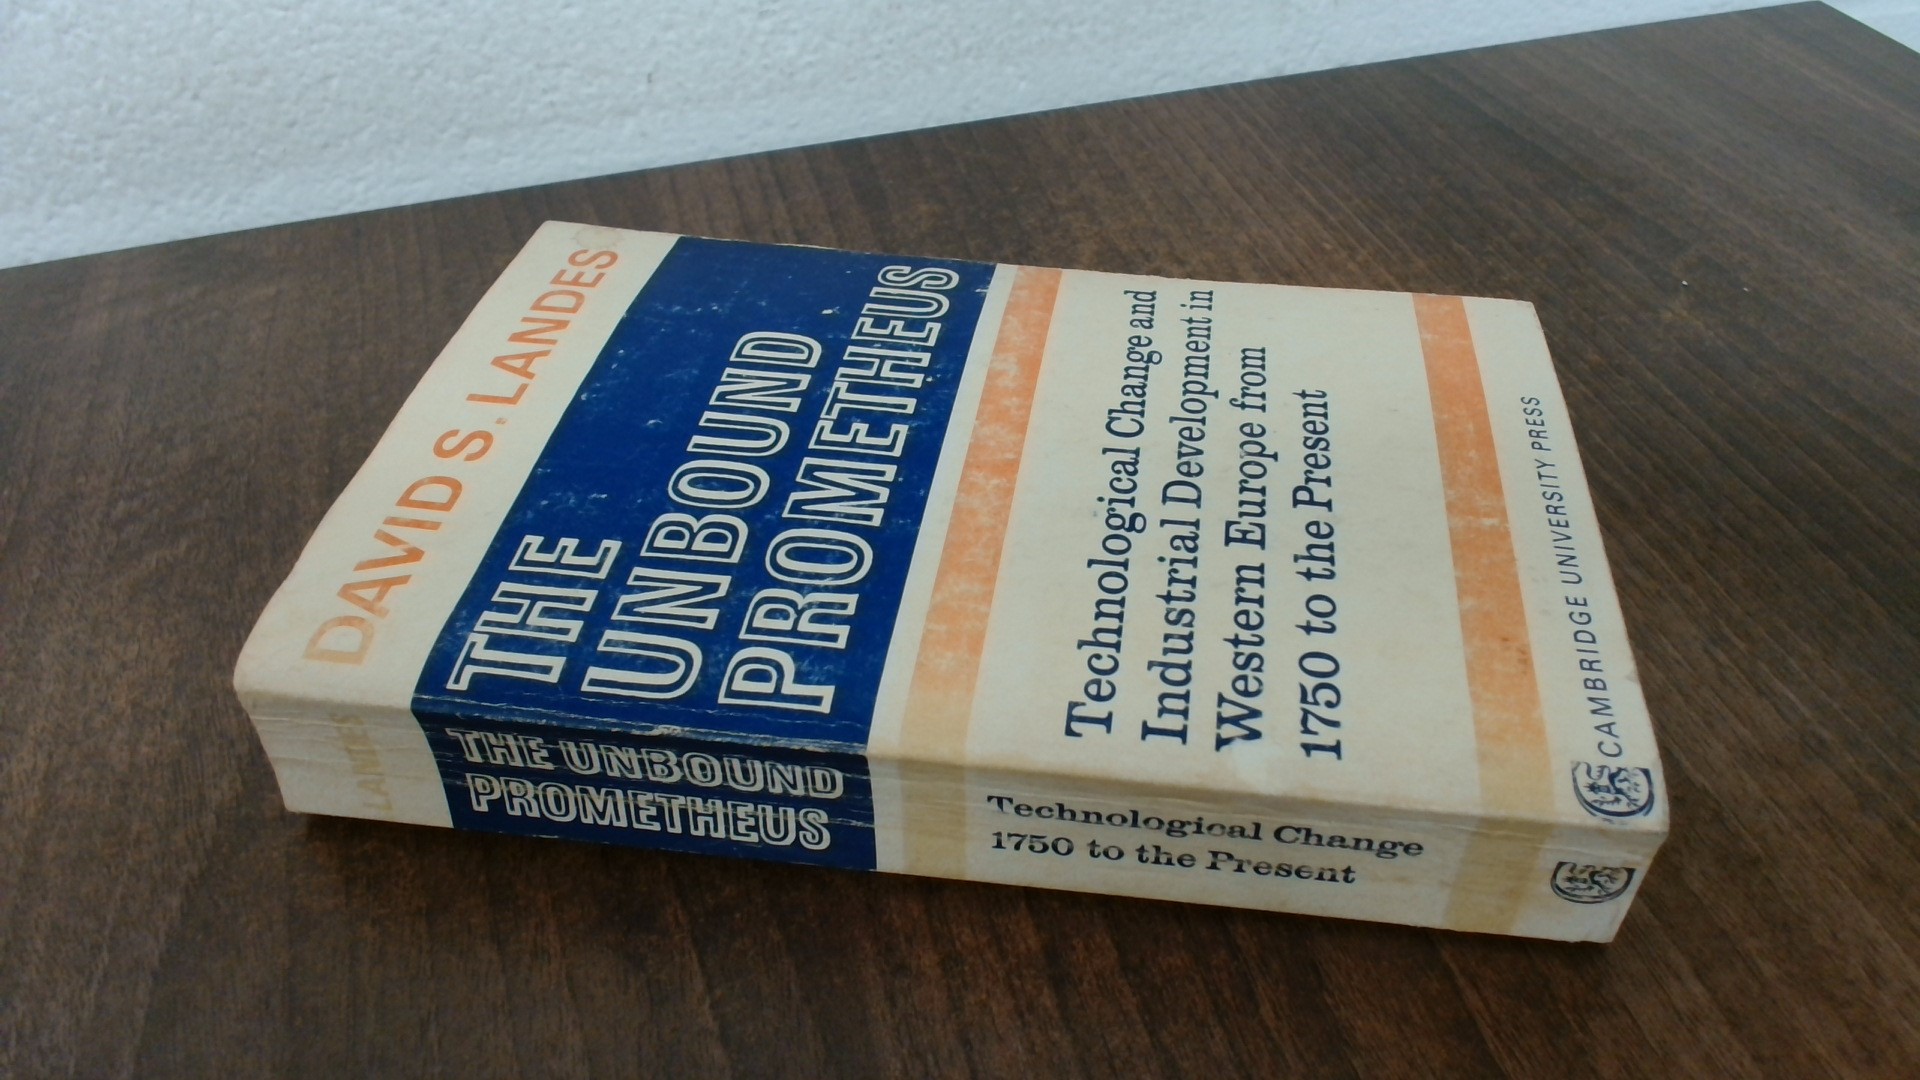 DAVID S. LANDES
THE
UNBOUND
PROMETHEUS
Technological Change and
Industrial Development in
Western Europe from
1750 to the Present
CAMBRIDGE UNIVERSITY PRESS
LANDES
THE UNBOUND
PROMETHEUS
Technological Change
1750 to the Present